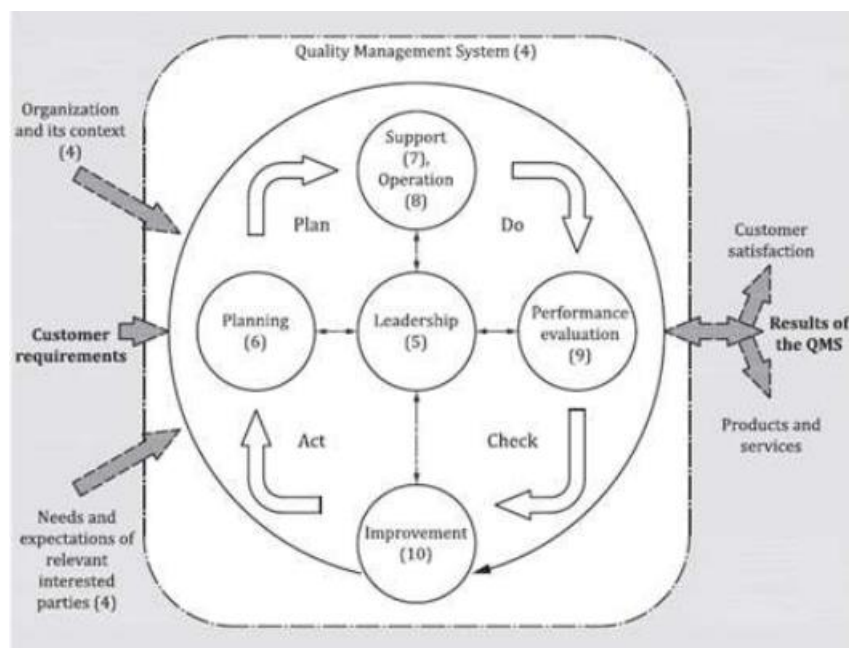 Quality Management System (4)
Organization
and its context
(4)
Support
(7),
Operation
(8)
Plan
Do
Customer
satisfaction
Planning
(6)
Leadership
(5)
Performance
evaluation
(9)
Customer
requirements
Results of
the QMS
Act
Check
Products and
services
Needs and
expectations of
relevant
interested
parties (4)
Improvement
(10)